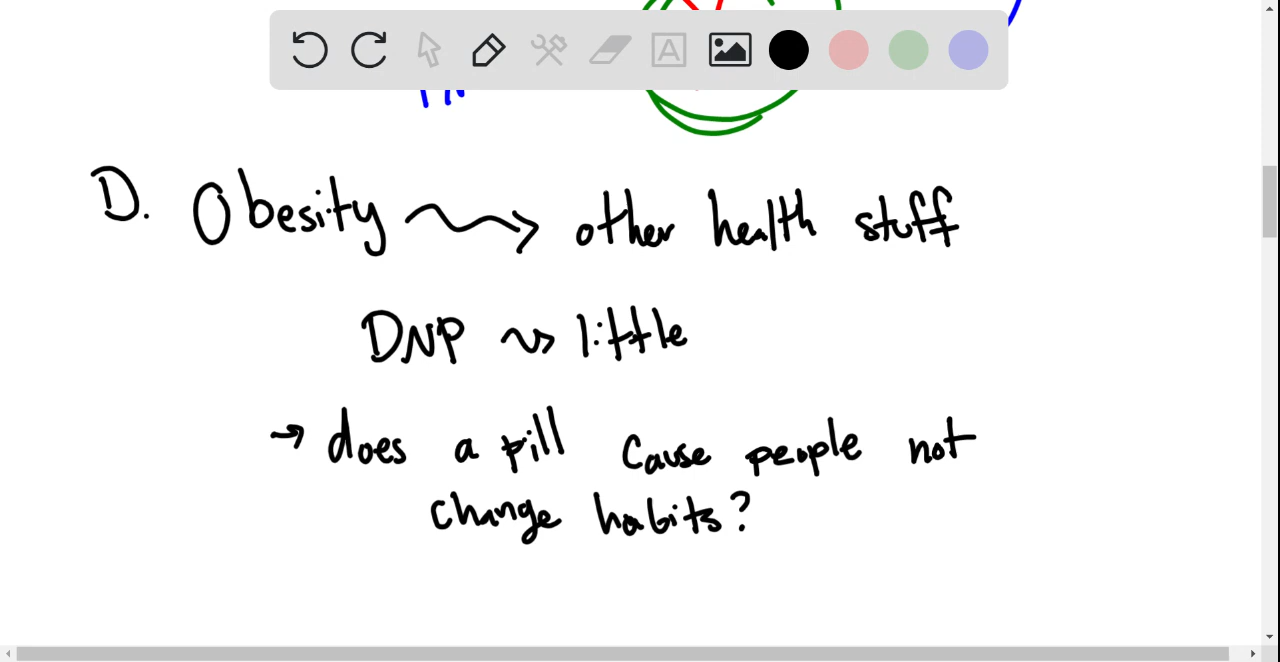 D. Obesity → other health stuff
DNP → little
→ does a pill cause people not
change habits?